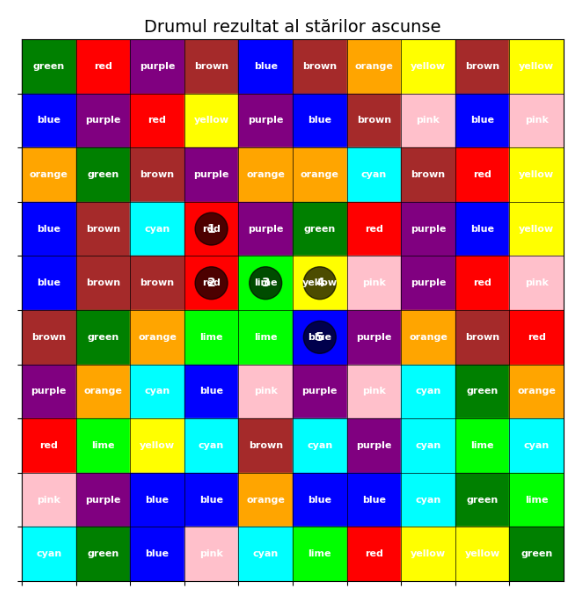 Drumul rezultat al stărilor ascunse
green red purple brown blue brown orange yellow brown yellow
blue purple red yellow purple blue brown pink blue pink
orange green brown purple orange orange cyan brown red yellow
blue brown cyan red 1 purple green red purple blue yellow
blue brown brown red 2 lime 3 yellow 4 pink purple red pink
brown green orange lime lime blue 5 purple orange brown red
purple orange cyan blue pink purple pink cyan green orange
red lime yellow cyan brown cyan purple cyan lime cyan
pink purple blue blue orange blue blue cyan green lime
cyan green blue pink cyan lime red yellow yellow green